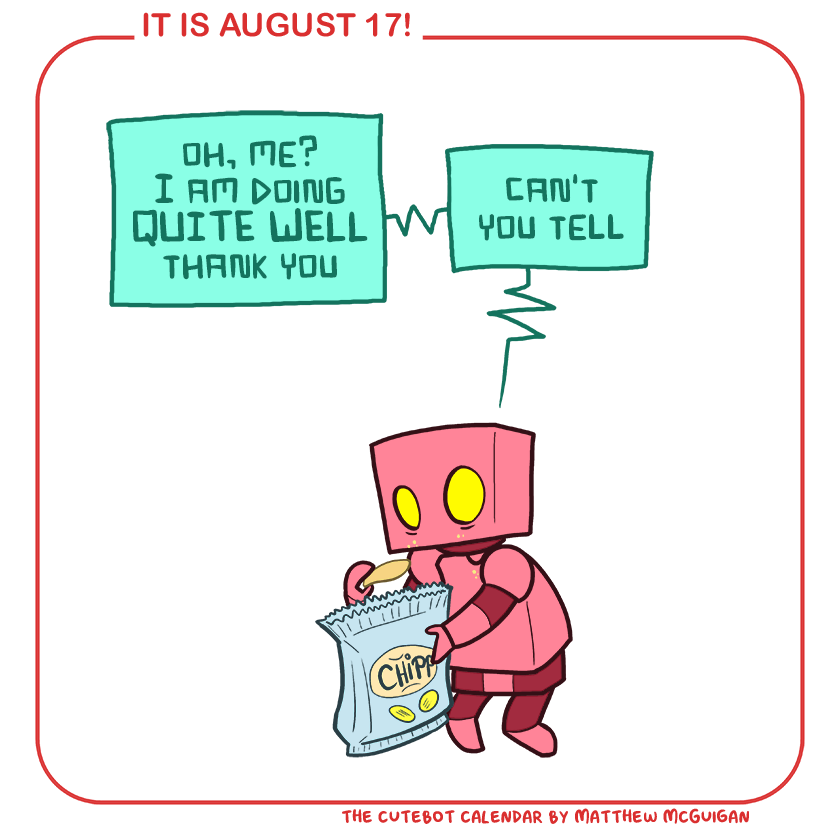 IT IS AUGUST 17!
OH, ME?
I AM DOING
QUITE WELL
THANK YOU
CAN'T
YOU TELL
CHiPP
THE CUTEBOT CALENDAR BY MATTHEW MCGUIGAN